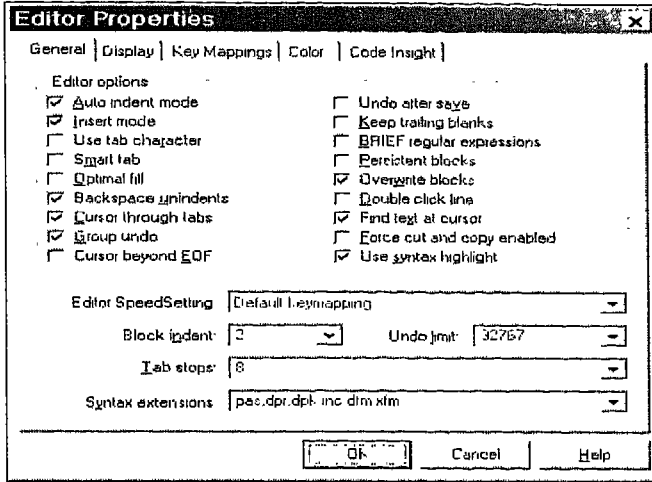 Editor Properties
General Display Key Mappings Color Code Insight
Editor options
Auto indent mode
Insert mode
Use tab character
Smart tab
Optimal fill
Backspace unindents
Cursor through tabs
Group undo
Cursor beyond EOF
Undo after save
Keep trailing blanks
BRIEF regular expressions
Persistent blocks
Overwrite blocks
Double click line
Find text at cursor
Force cut and copy enabled
Use syntax highlight
Editor SpeedSetting Default keymapping
Block indent: 2 Undo limit: 32767
Tab stops: 8
Syntax extensions pas.dpr.dpk inc dfm xfm
OK Cancel Help